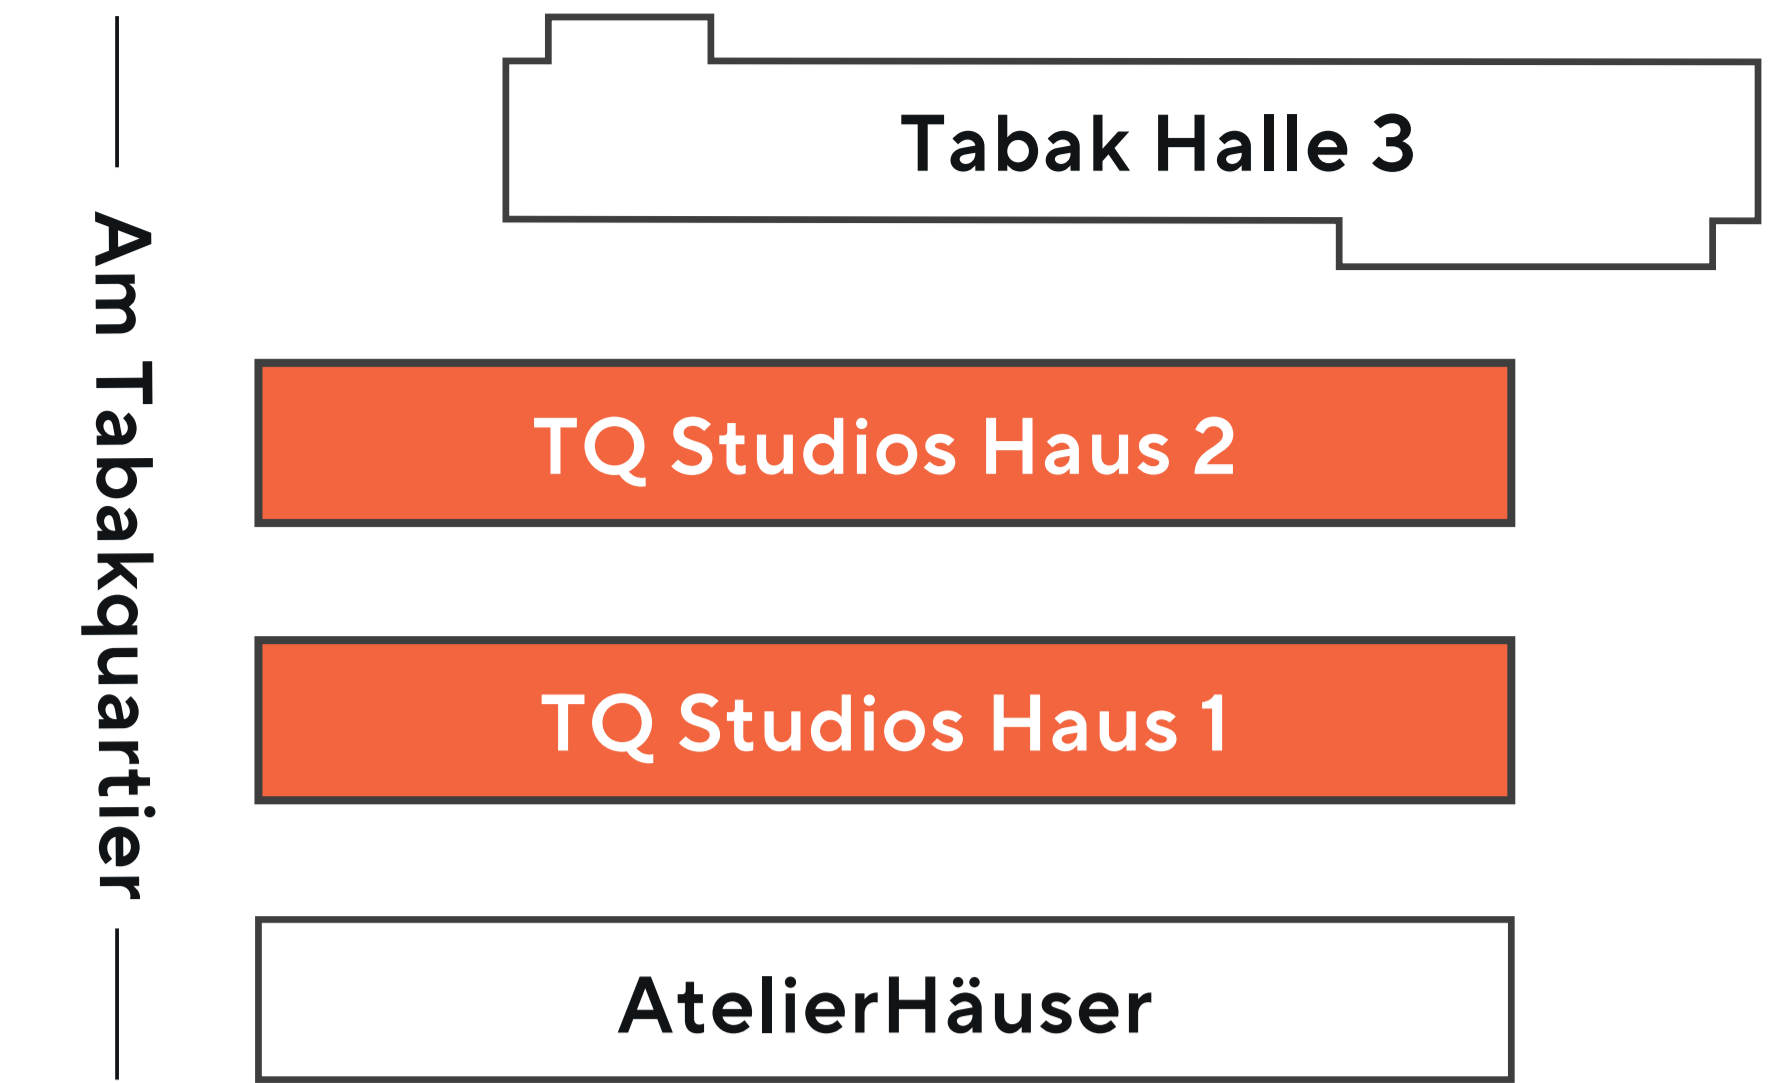 Tabak Halle 3
Am Tabakquartier
TQ Studios Haus 2
TQ Studios Haus 1
AtelierHäuser